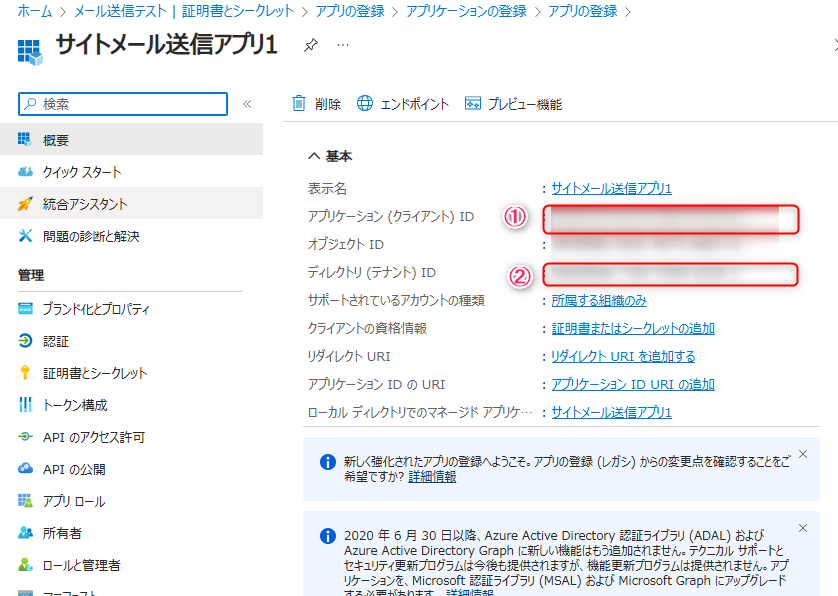 ホーム > メール送信テスト | 証明書とシークレット > アプリの登録 > アプリケーションの登録 > アプリの登録 >
サイトメール送信アプリ1
検索
削除 エンドポイント プレビュー機能
概要
クイック スタート
統合アシスタント
問題の診断と解決
管理
ブランド化とプロパティ
認証
証明書とシークレット
トークン構成
API のアクセス許可
API の公開
アプリ ロール
所有者
ロールと管理者
基本
表示名 : サイトメール送信アプリ1
アプリケーション (クライアント) ID ①
オブジェクト ID :
ディレクトリ (テナント) ID ②
サポートされているアカウントの種類 : 所属する組織のみ
クライアントの資格情報 : 証明書またはシークレットの追加
リダイレクト URI : リダイレクト URI を追加する
アプリケーション ID の URI : アプリケーション ID URI の追加
ローカル ディレクトリでのマネージド アプリケ… : サイトメール送信アプリ1
新しく強化されたアプリの登録へようこそ。アプリの登録 (レガシ) からの変更点を確認することをご
希望ですか? 詳細情報
2020 年 6 月 30 日以降、Azure Active Directory 認証ライブラリ (ADAL) および
Azure Active Directory Graph に新しい機能はもう追加されません。テクニカル サポートと
セキュリティ更新プログラムは今後も提供されますが、機能更新プログラムは提供されません。アプ
リケーションを、Microsoft 認証ライブラリ (MSAL) および Microsoft Graph にアップグレード
する必要があります。 詳細情報